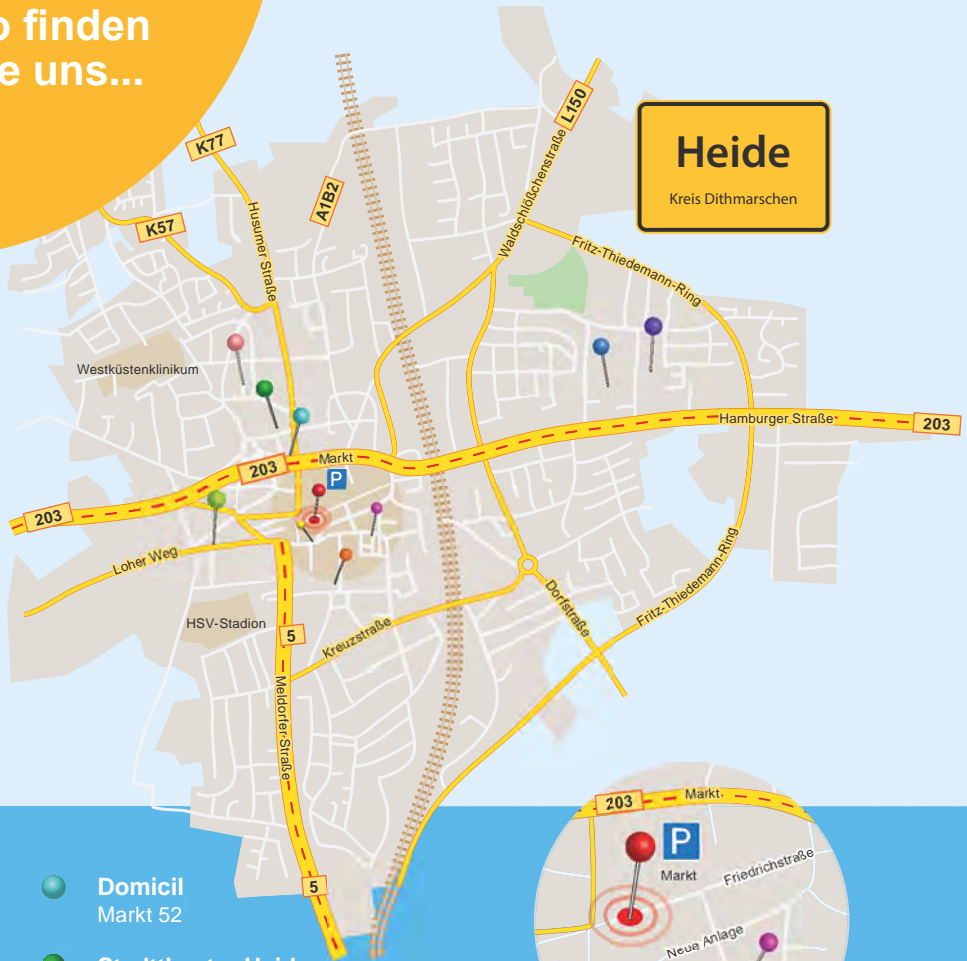 o finden
e uns...
Heide
Kreis Dithmarschen
L150
K77
A1B2
K57
Husumer Straße
Waldschlößchenstraße
Fritz-Thiedemann-Ring
Westküstenklinikum
Hamburger Straße
203
Markt
203
P
203
Loher Weg
HSV-Stadion
5
Kreuzstraße
Dorfstraße
Fritz-Thiedemann-Ring
Meldorfer-Straße
5
Domicil
Markt 52
203
Markt
P
Markt
Friedrichstraße
Neue Anlage